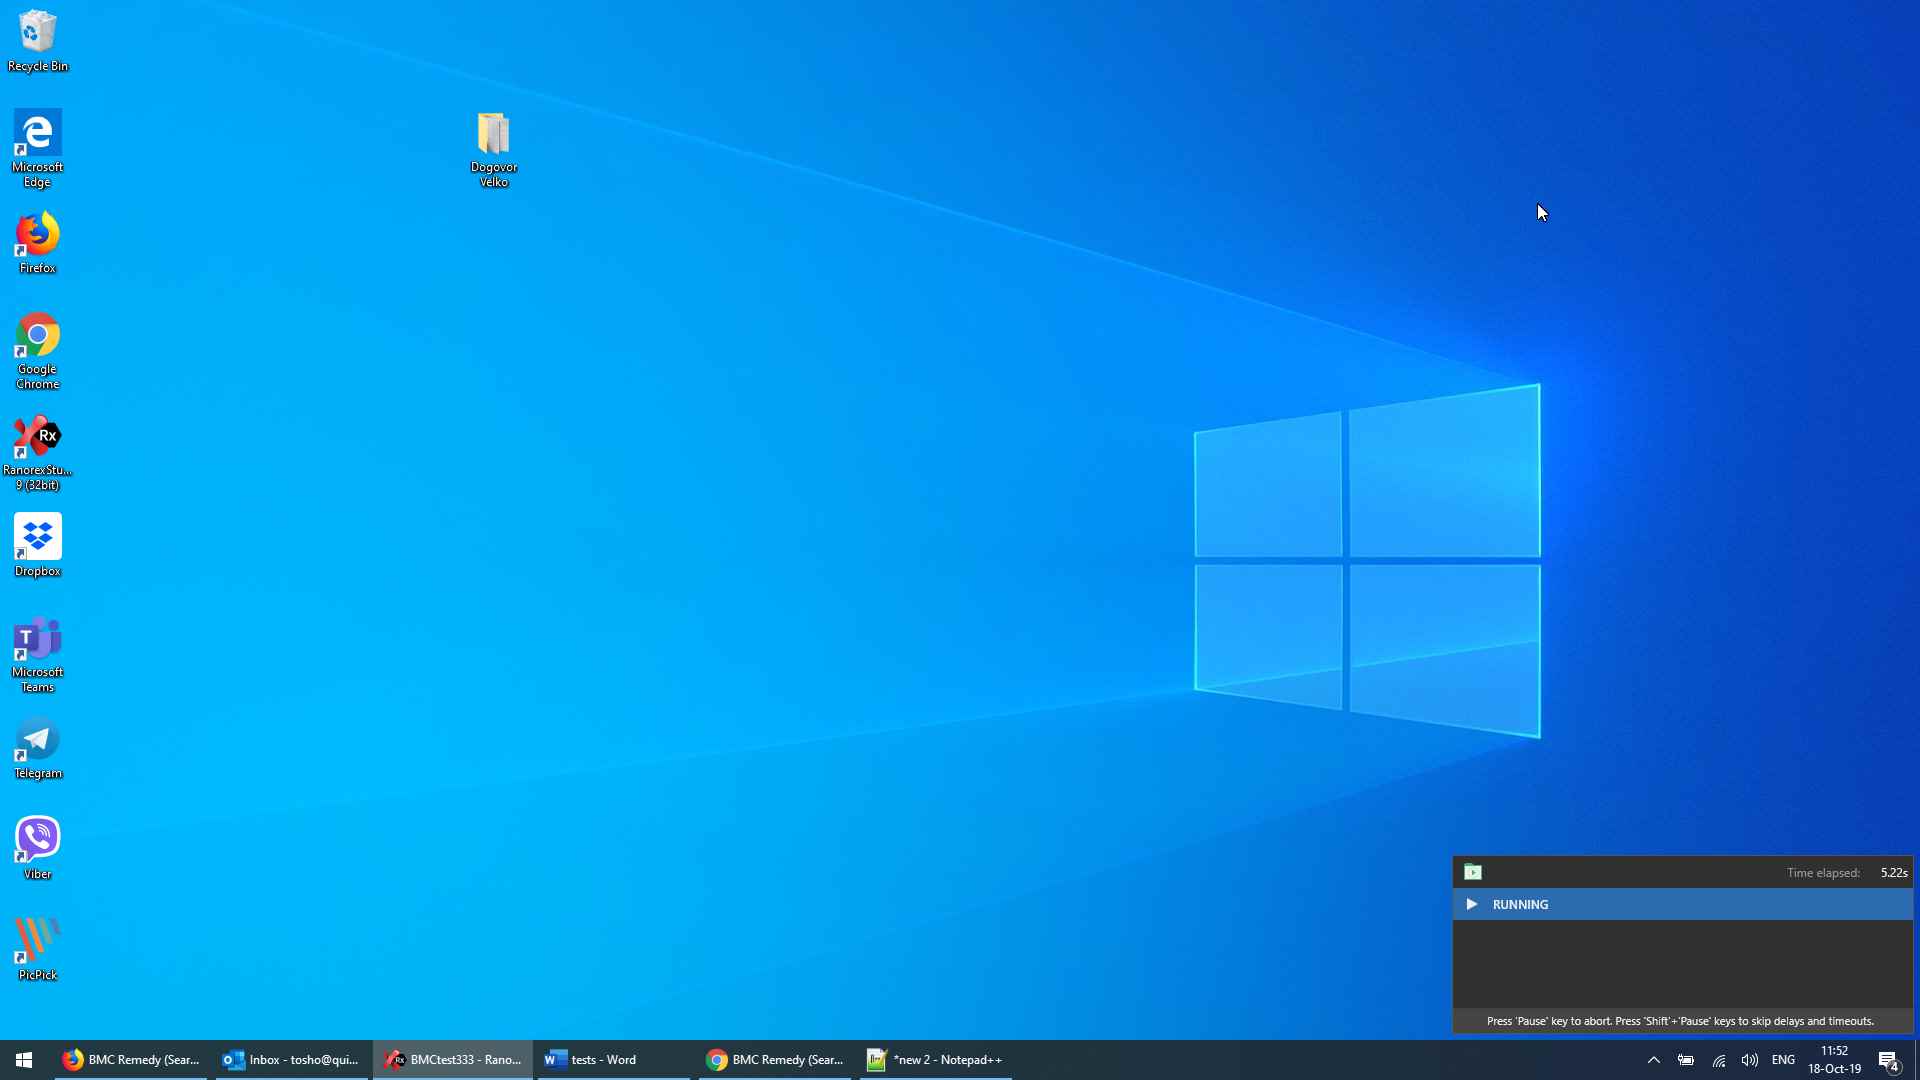 Recycle Bin
Microsoft
Edge
Firefox
Google
Chrome
Rx
RanorexStu...
9 (32bit)
Dropbox
T
Microsoft
Teams
Telegram
Viber
PicPick
Dogovor
Velko
Time elapsed: 5.22s
RUNNING
Press 'Pause' key to abort. Press 'Shift'+'Pause' keys to skip delays and timeouts.
BMC Remedy (Sear...
Inbox - tosho@qui...
BMCtest333 - Rano...
tests - Word
BMC Remedy (Sear...
*new 2 - Notepad++
ENG
11:52
18-Oct-19
4